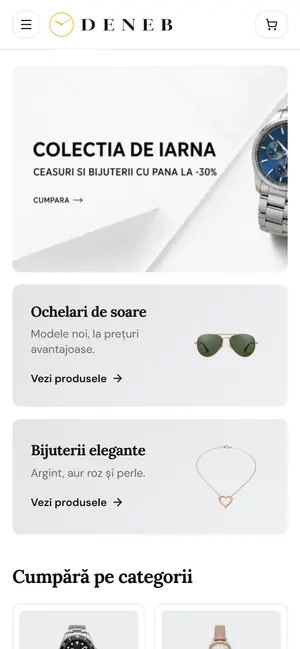 DENEB
COLECTIA DE IARNA
CEASURI SI BIJUTERII CU PANA LA -30%
CUMPARA
Ochelari de soare
Modele noi, la prețuri
avantajoase.
Vezi produsele
Bijuterii elegante
Argint, aur roz și perle.
Vezi produsele
Cumpără pe categorii